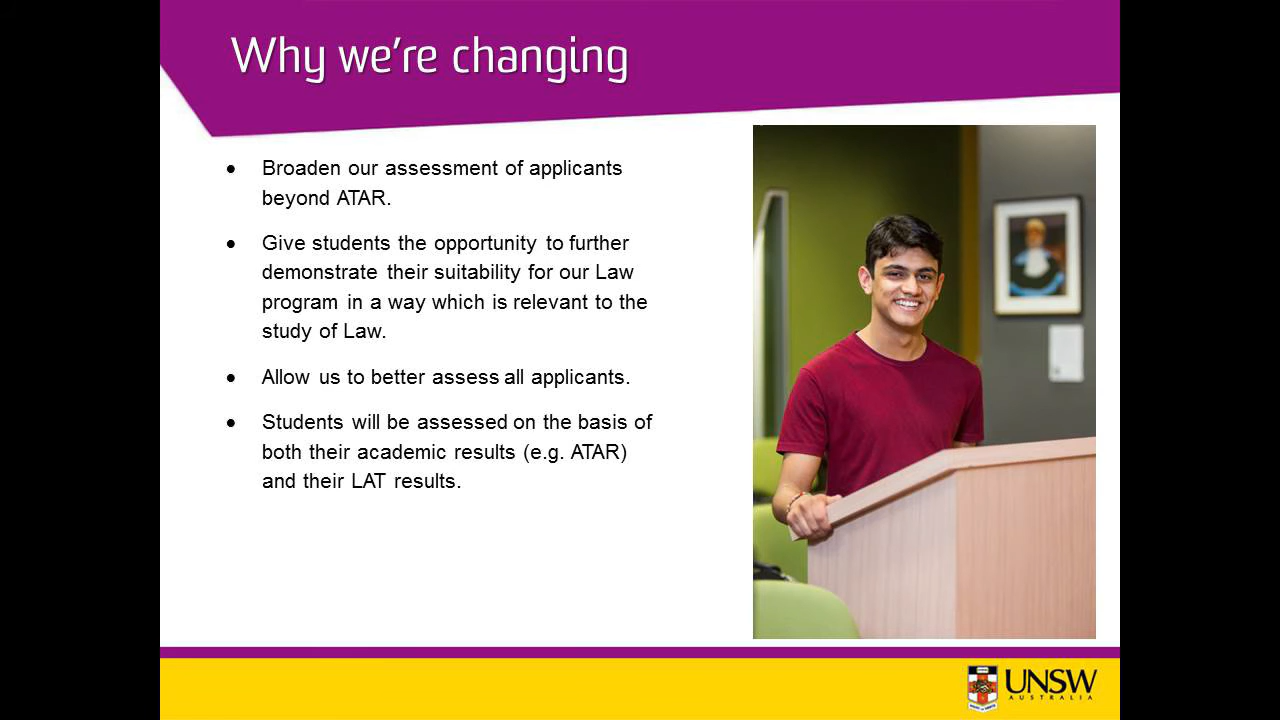 Why we're changing
• Broaden our assessment of applicants
beyond ATAR.
• Give students the opportunity to further
demonstrate their suitability for our Law
program in a way which is relevant to the
study of Law.
• Allow us to better assess all applicants.
• Students will be assessed on the basis of
both their academic results (e.g. ATAR)
and their LAT results.
UNSW
AUSTRALIA